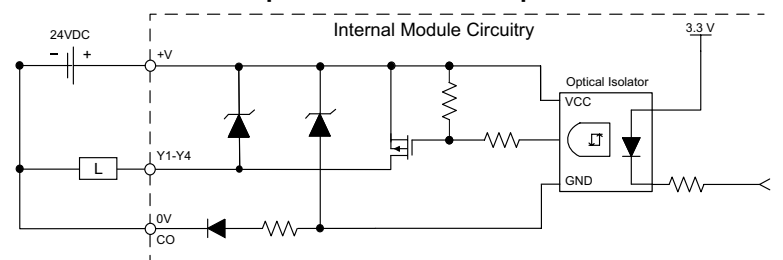 Internal Module Circuitry
24VDC
3.3 V
− +
+V
Optical Isolator
VCC
Y1-Y4
L
GND
0V
CO